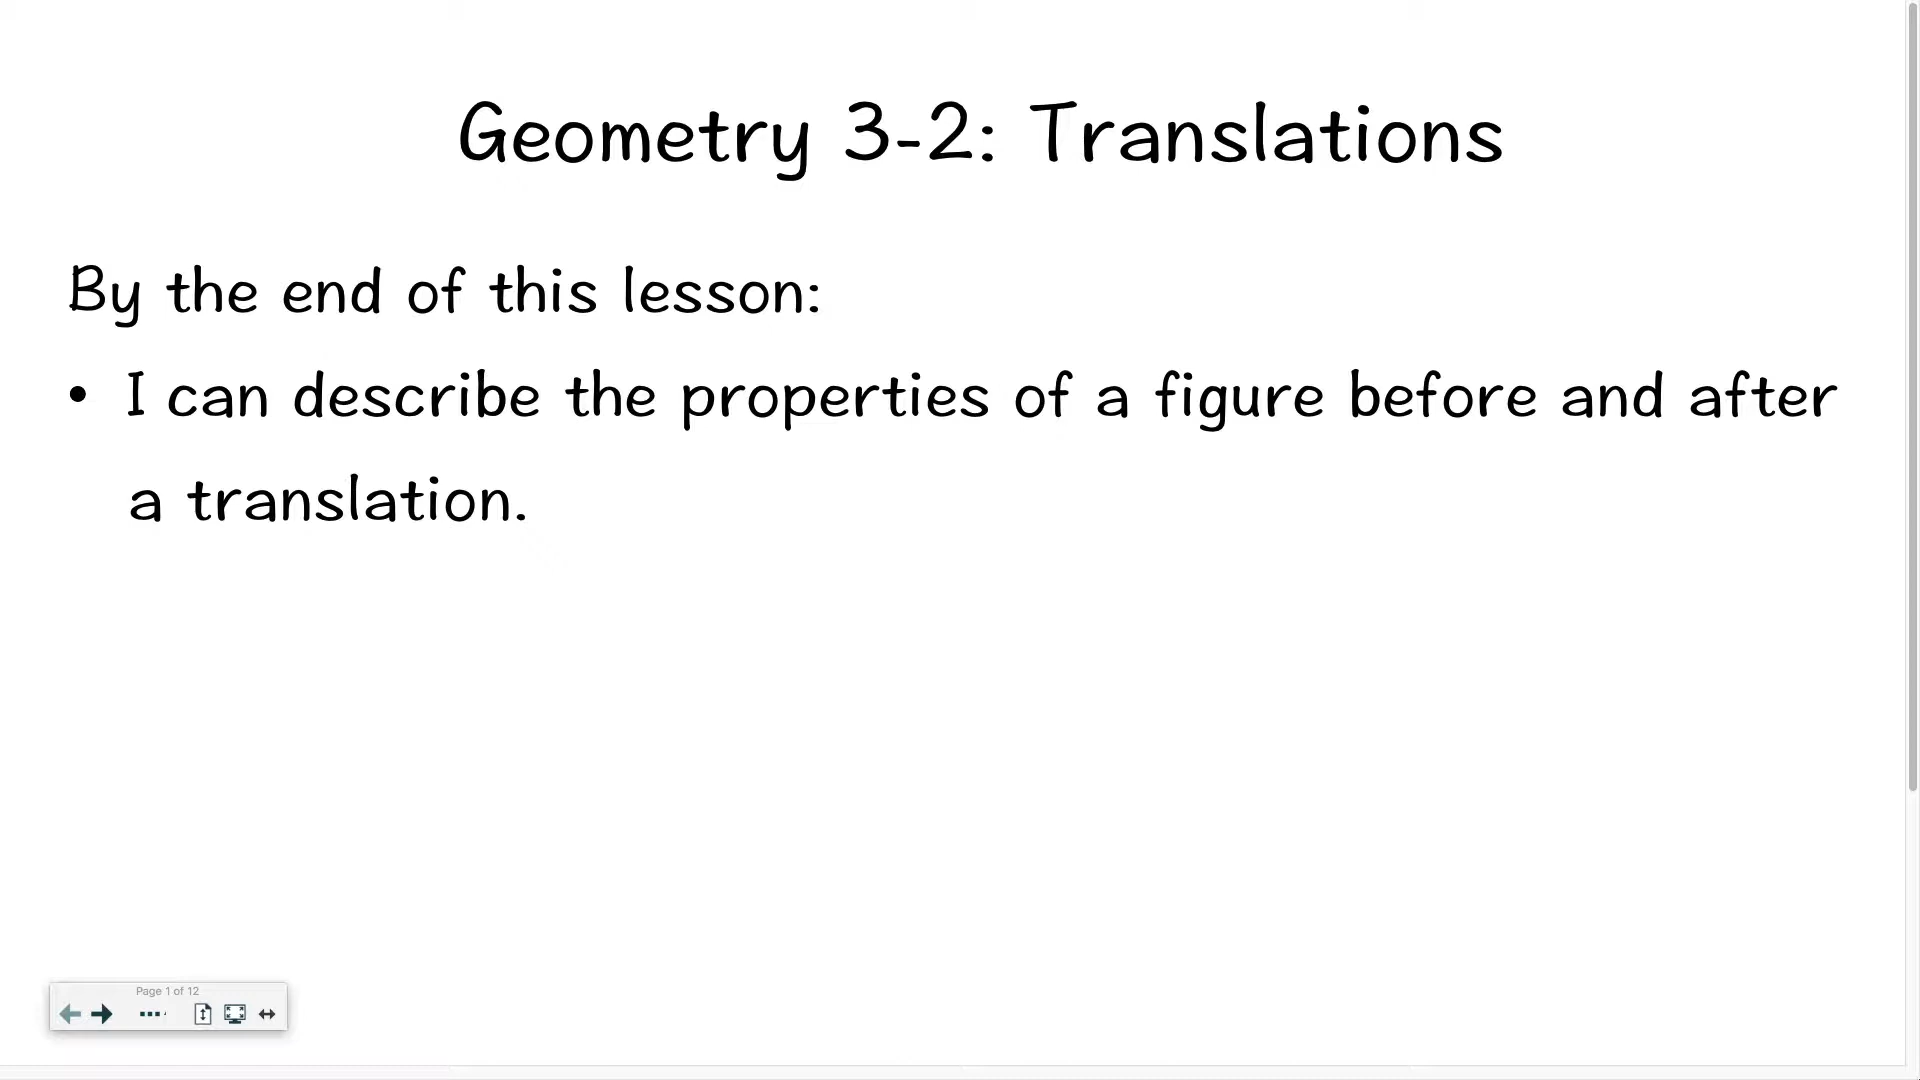 Geometry 3-2: Translations
By the end of this lesson:
• I can describe the properties of a figure before and after
a translation.
Page 1 of 12